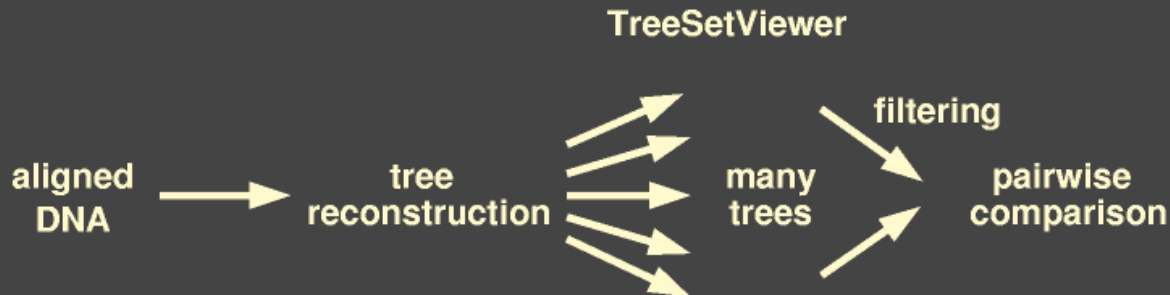 TreeSetViewer
filtering
aligned
DNA
tree
reconstruction
many
trees
pairwise
comparison